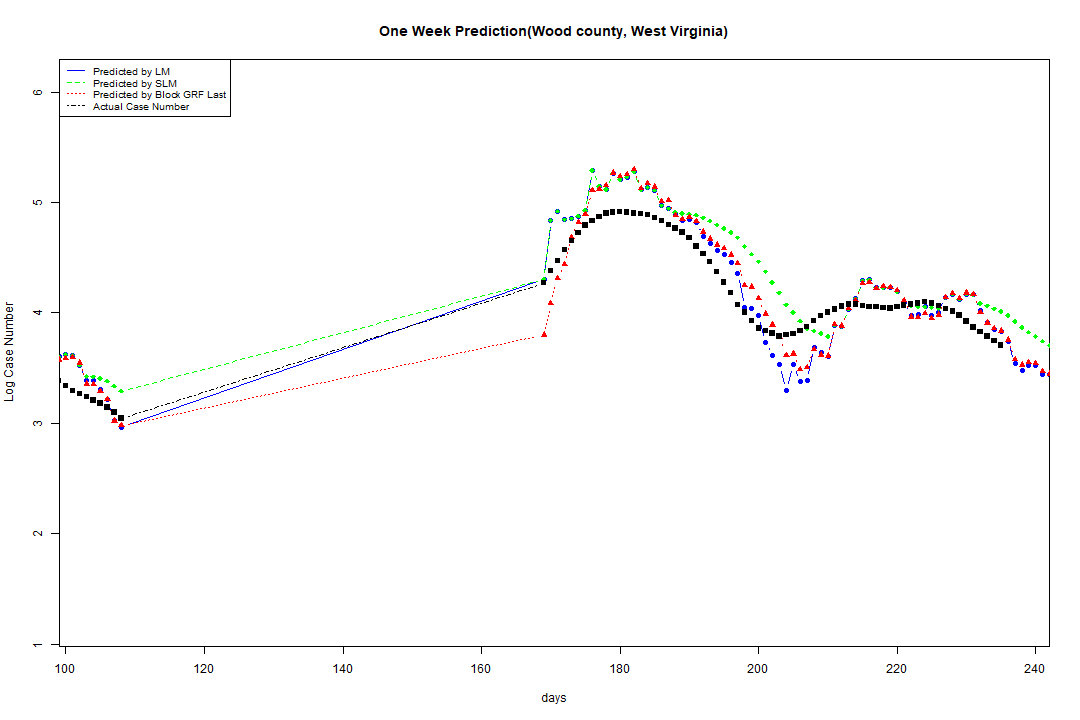 One Week Prediction(Wood county, West Virginia)
Predicted by LM
Predicted by SLM
Predicted by Block GRF Last
Actual Case Number
6
5
4
3
2
1
Log Case Number
100 120 140 160 180 200 220 240
days